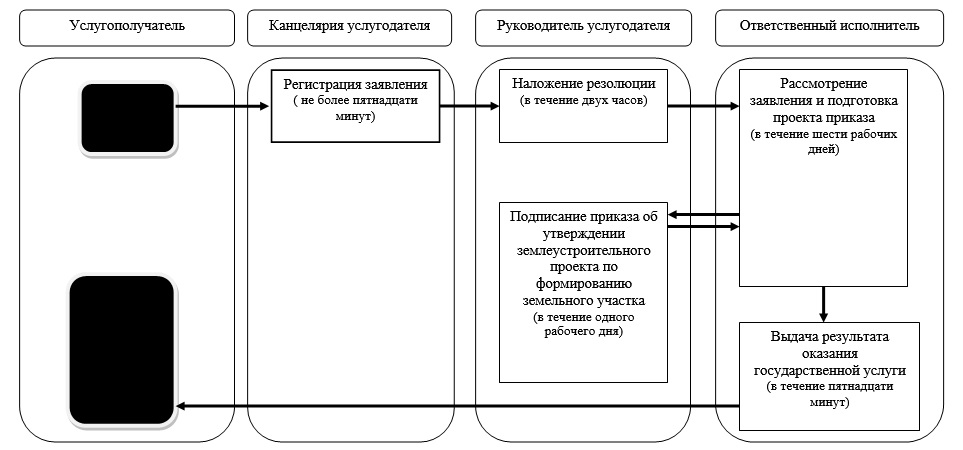 Услугополучатель
Канцелярия услугодателя
Руководитель услугодателя
Ответственный исполнитель
Регистрация заявления
( не более пятнадцати
минут)
Наложение резолюции
(в течение двух часов)
Рассмотрение
заявления и подготовка
проекта приказа
(в течение шести рабочих
дней)
Подписание приказа об
утверждении
землеустроительного
проекта по
формированию
земельного участка
(в течение одного
рабочего дня)
Выдача результата
оказания
государственной услуги
(в течение пятнадцати
минут)